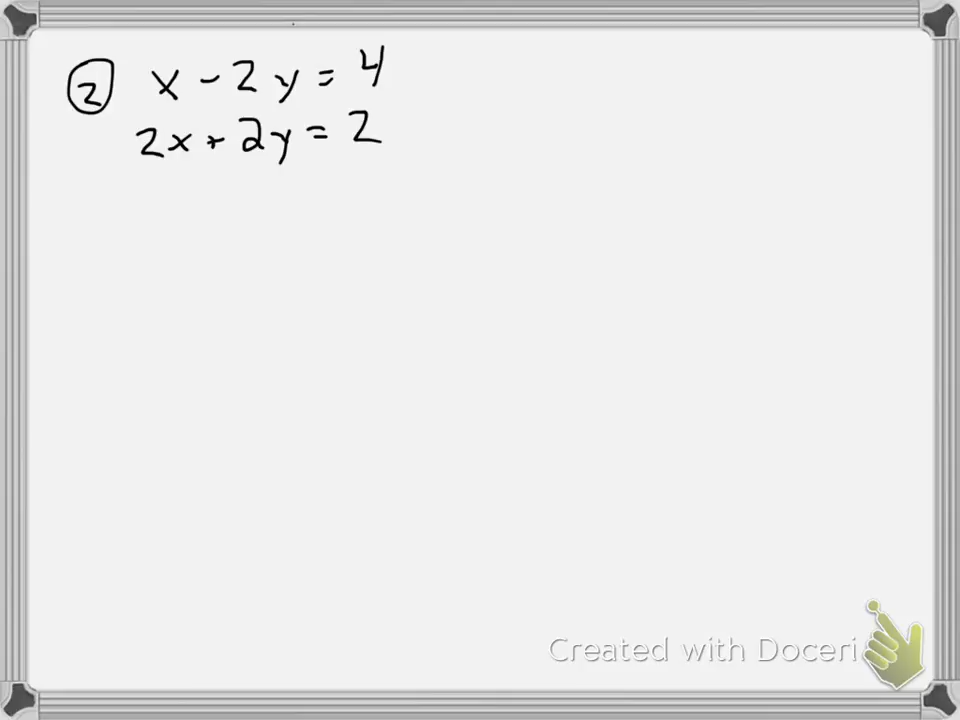 ② x - 2y = 4
2x + 2y = 2
Created with Doceri